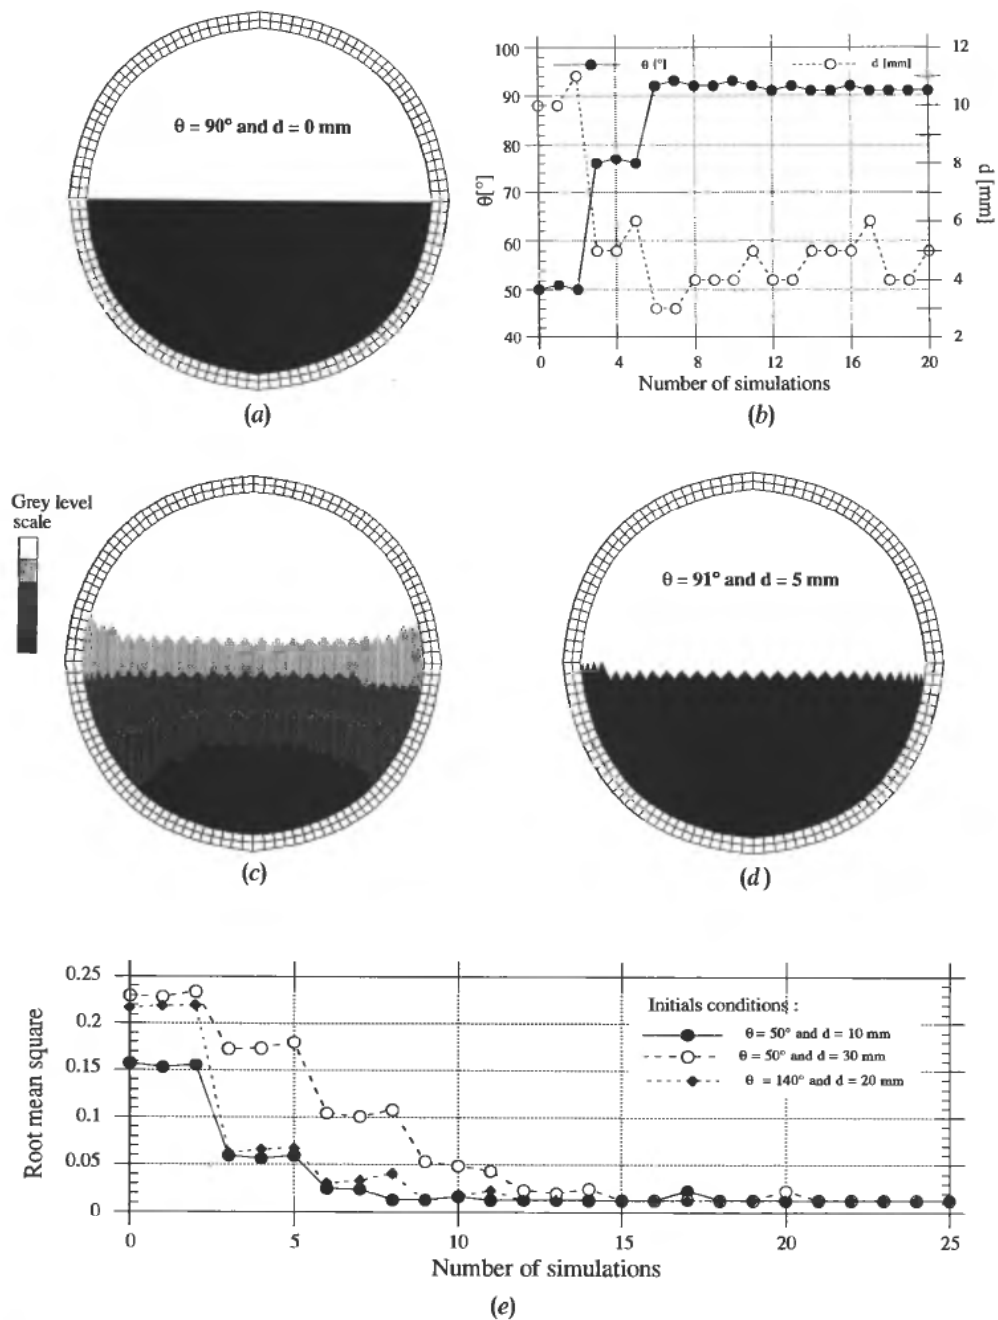 θ = 90° and d = 0 mm
(a)
100
90
80
70
60
50
40
θ[°]
θ [°]
d [mm]
12
10
8
6
4
2
d [mm]
0
4
8
12
16
20
Number of simulations
(b)
Grey level
scale
(c)
θ = 91° and d = 5 mm
(d)
0.25
0.2
0.15
0.1
0.05
0
Root mean square
Initials conditions :
θ = 50° and d = 10 mm
θ = 50° and d = 30 mm
θ = 140° and d = 20 mm
0
5
10
15
20
25
Number of simulations
(e)